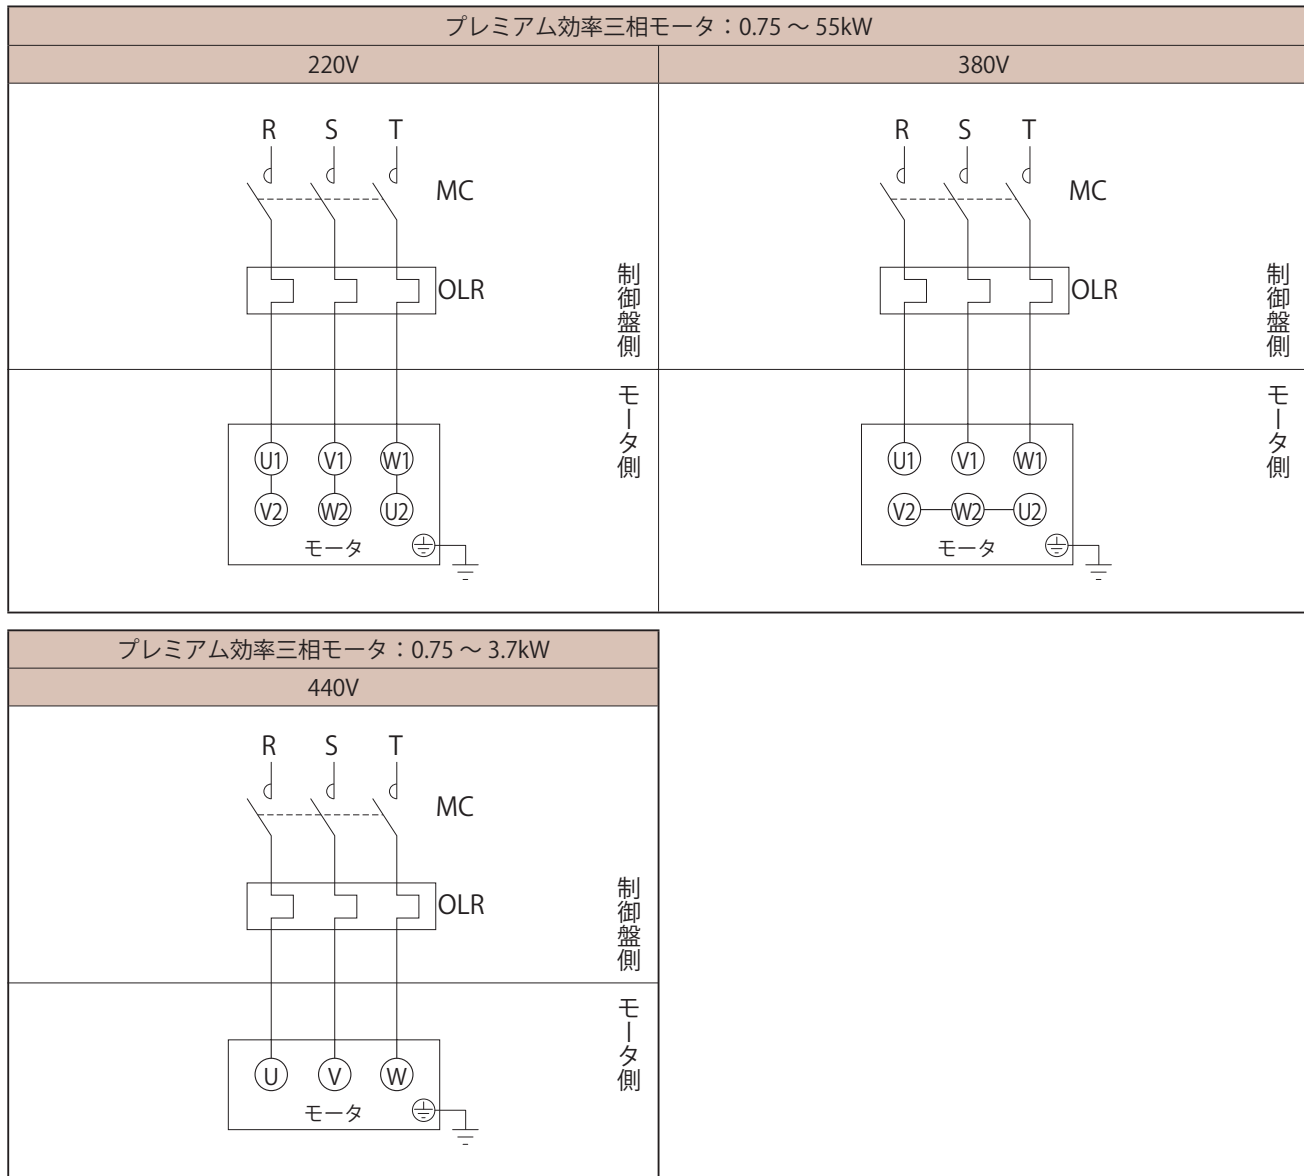 プレミアム効率三相モータ：0.75 ～ 55kW
220V
380V
R S T
MC
OLR
制御盤側
モータ側
U1 V1 W1
V2 W2 U2
モータ
R S T
MC
OLR
制御盤側
モータ側
U1 V1 W1
V2 W2 U2
モータ
プレミアム効率三相モータ：0.75 ～ 3.7kW
440V
R S T
MC
OLR
制御盤側
モータ側
U V W
モータ